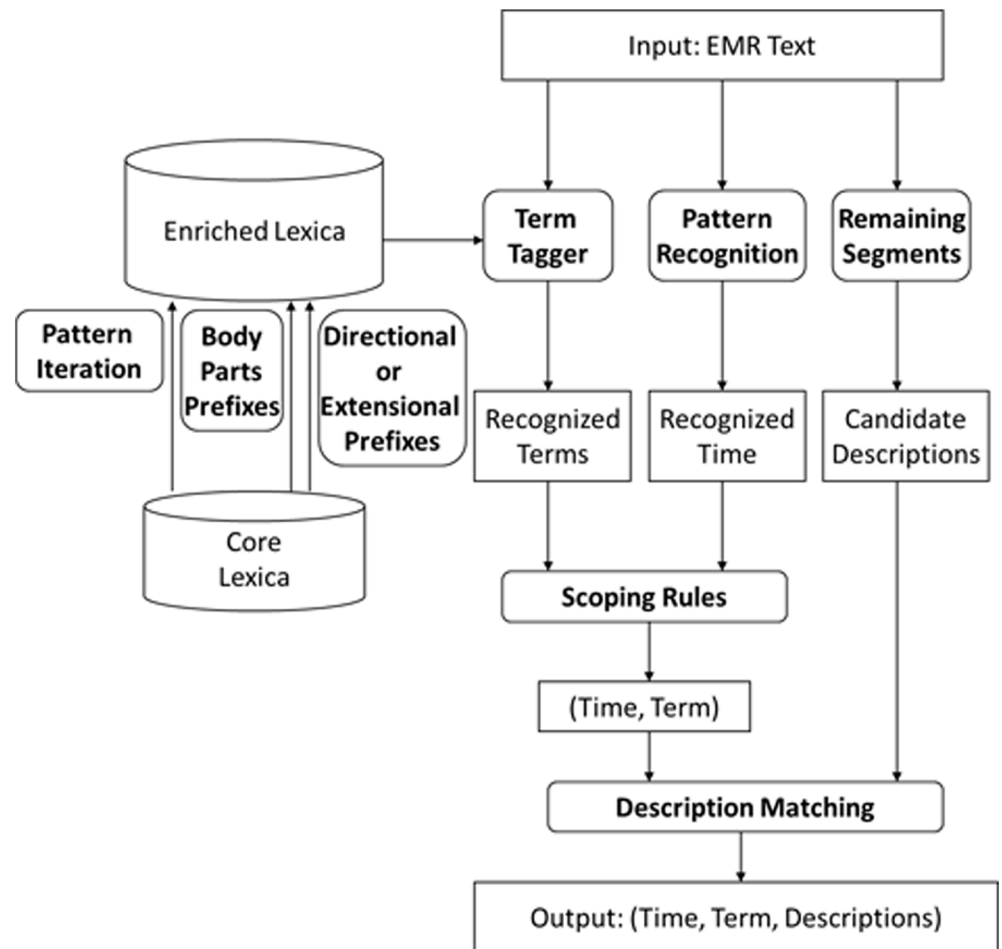 Input: EMR Text
Enriched Lexica
Term
Tagger
Pattern
Recognition
Remaining
Segments
Pattern
Iteration
Body
Parts
Prefixes
Directional
or
Extensional
Prefixes
Recognized
Terms
Recognized
Time
Candidate
Descriptions
Core
Lexica
Scoping Rules
(Time, Term)
Description Matching
Output: (Time, Term, Descriptions)